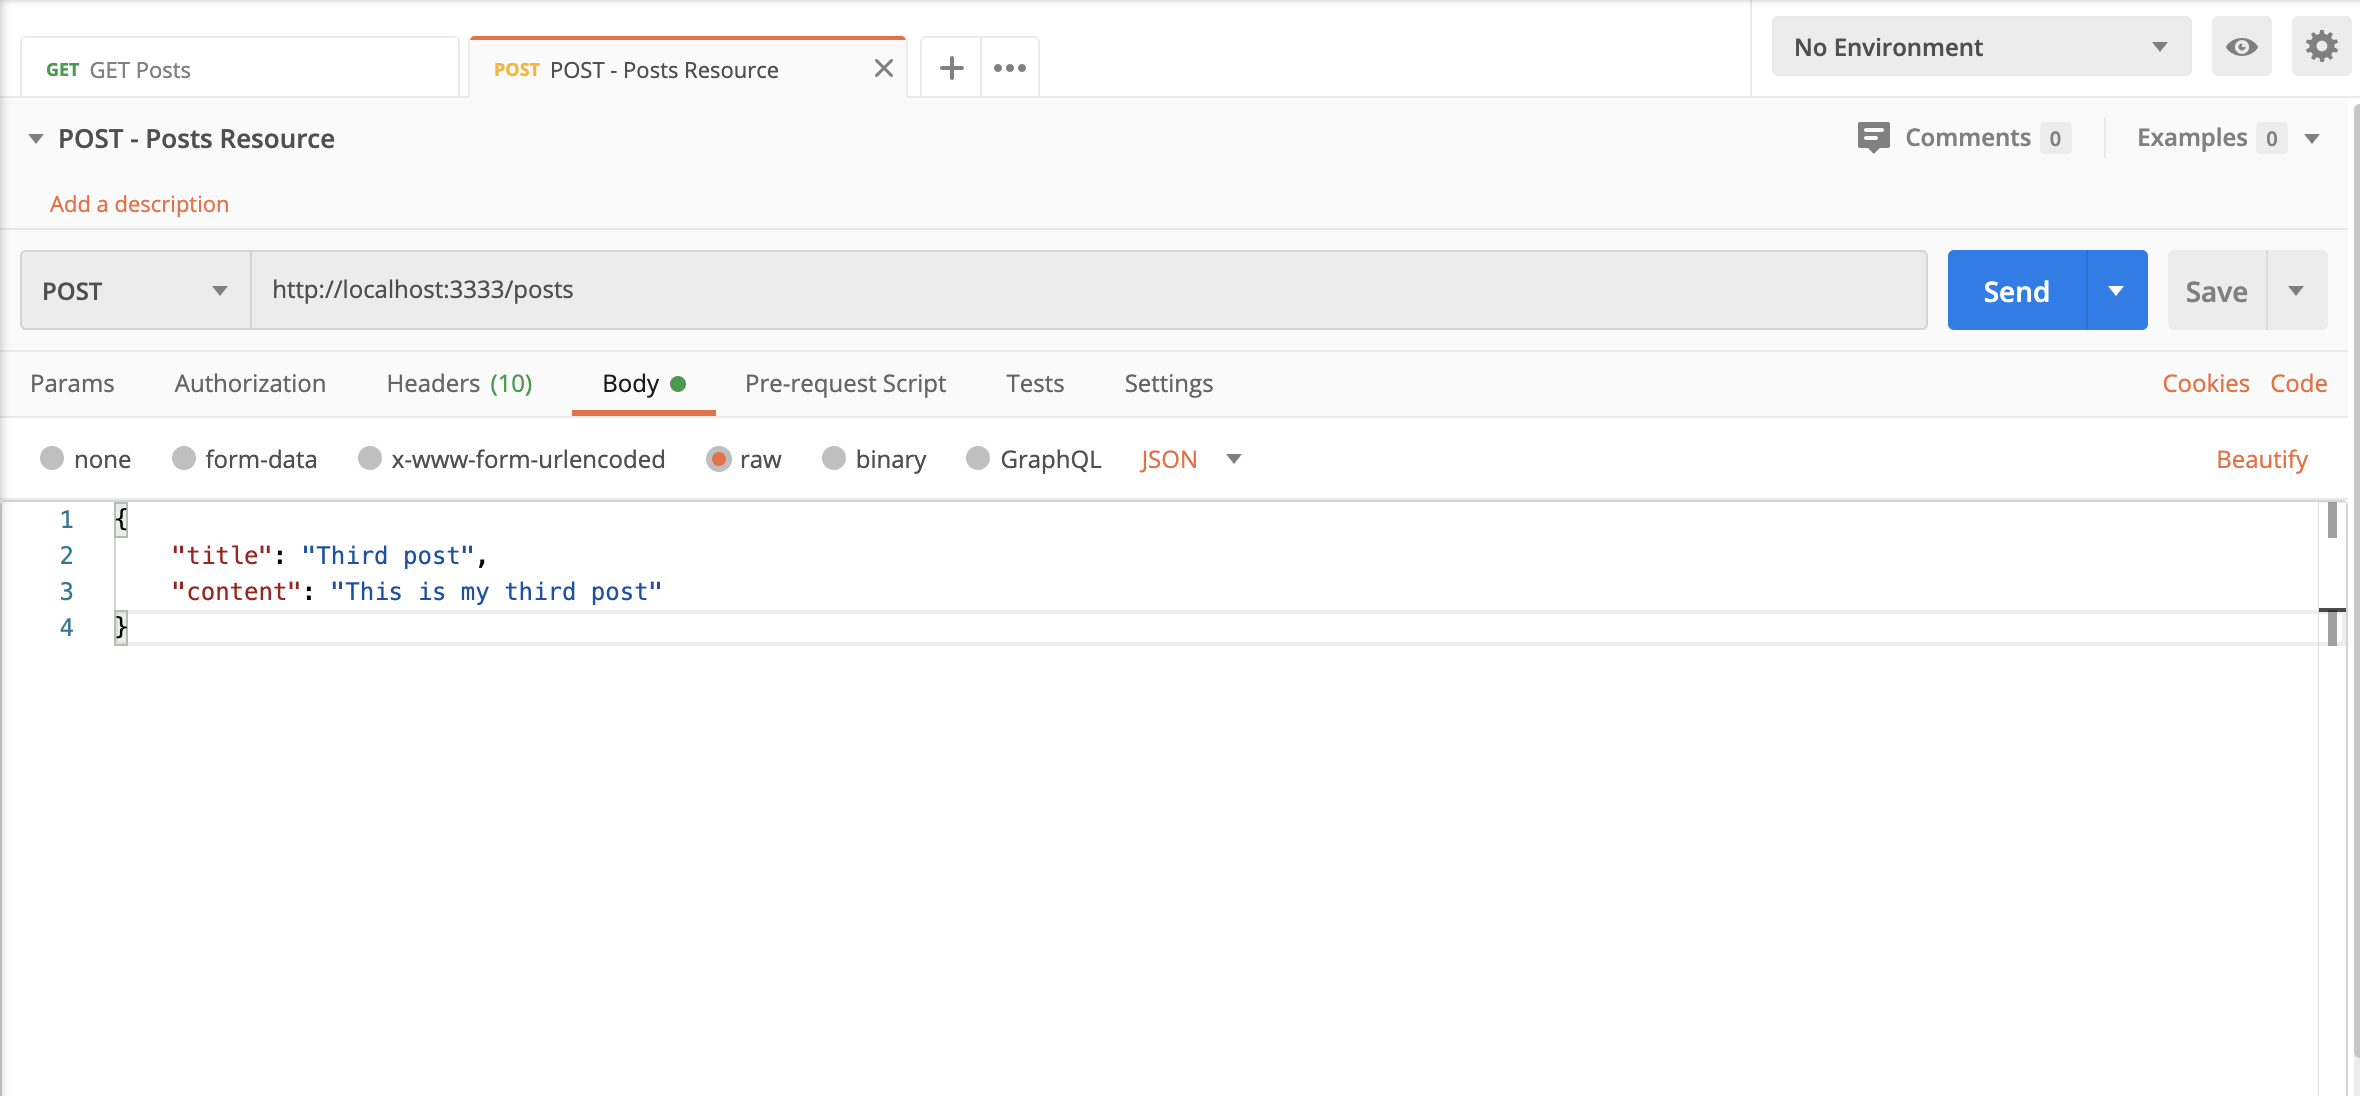 GET GET Posts
POST POST - Posts Resource
No Environment
POST - Posts Resource
Comments 0
Examples 0
Add a description
POST
http://localhost:3333/posts
Send
Save
Params Authorization Headers (10) Body Pre-request Script Tests Settings Cookies Code
none form-data x-www-form-urlencoded raw binary GraphQL JSON Beautify
1 {
2 "title": "Third post",
3 "content": "This is my third post"
4 }